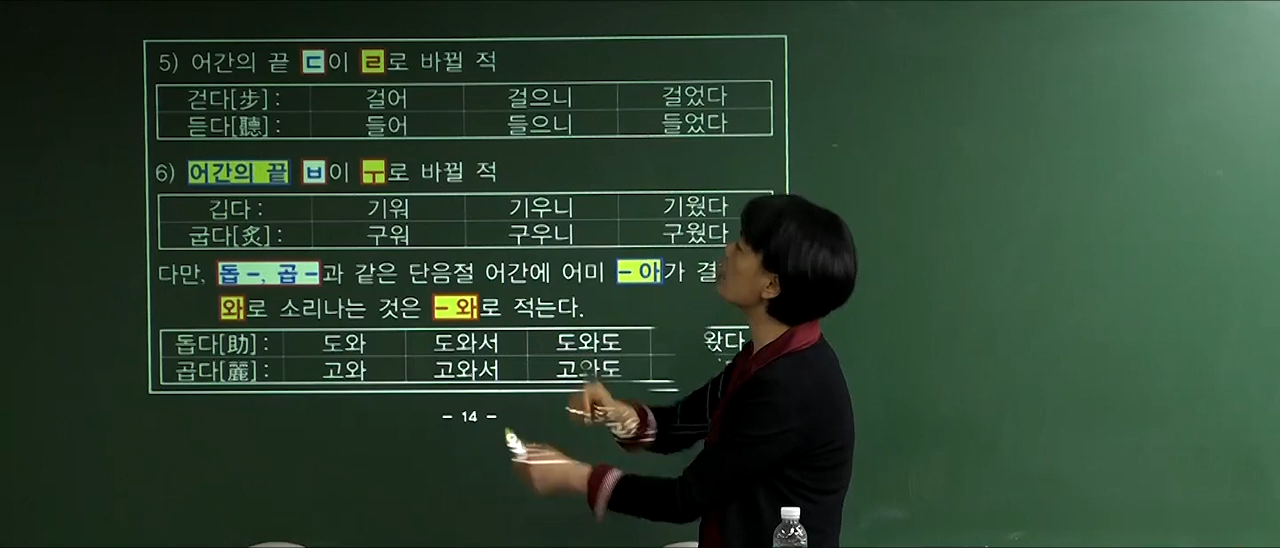 5) 어간의 끝 ㄷ이 ㄹ로 바뀔 적
걷다[步] : 걸어 걸으니 걸었다
듣다[聽] : 들어 들으니 들었다
6) 어간의 끝 ㅂ이 ㅜ로 바뀔 적
깁다 : 기워 기우니 기웠다
굽다[炙] : 구워 구우니 구웠다
다만, 돕-, 곱-과 같은 단음절 어간에 어미 -아가 결
와로 소리나는 것은 -와로 적는다.
돕다[助] : 도와 도와서 도와도 왔다
곱다[麗] : 고와 고와서 고와도
- 14 -